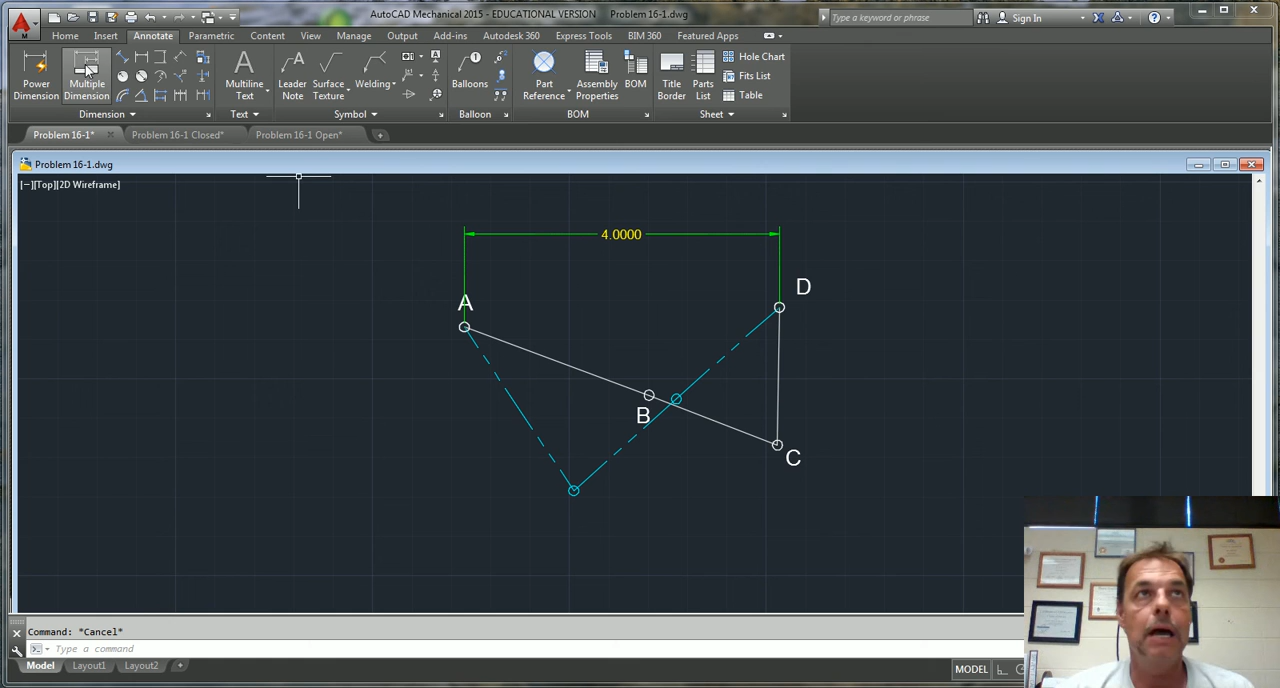 AutoCAD Mechanical 2015 - EDUCATIONAL VERSION Problem 16-1.dwg
Type a keyword or phrase
Sign In
M
Home Insert Annotate Parametric Content View Manage Output Add-ins Autodesk 360 Express Tools BIM 360 Featured Apps
Power Dimension
Multiple Dimension
Multiline Text
Leader Note
Surface Texture
Welding
Balloons
Part Reference
Assembly Properties
BOM
Title Border
Parts List
Hole Chart
Fits List
Table
Dimension Text Symbol Balloon BOM Sheet
Problem 16-1* Problem 16-1 Closed* Problem 16-1 Open*
Problem 16-1.dwg
[−][Top][2D Wireframe]
4.0000
D
A
B
C
Command: *Cancel*
Type a command
Model Layout1 Layout2
MODEL